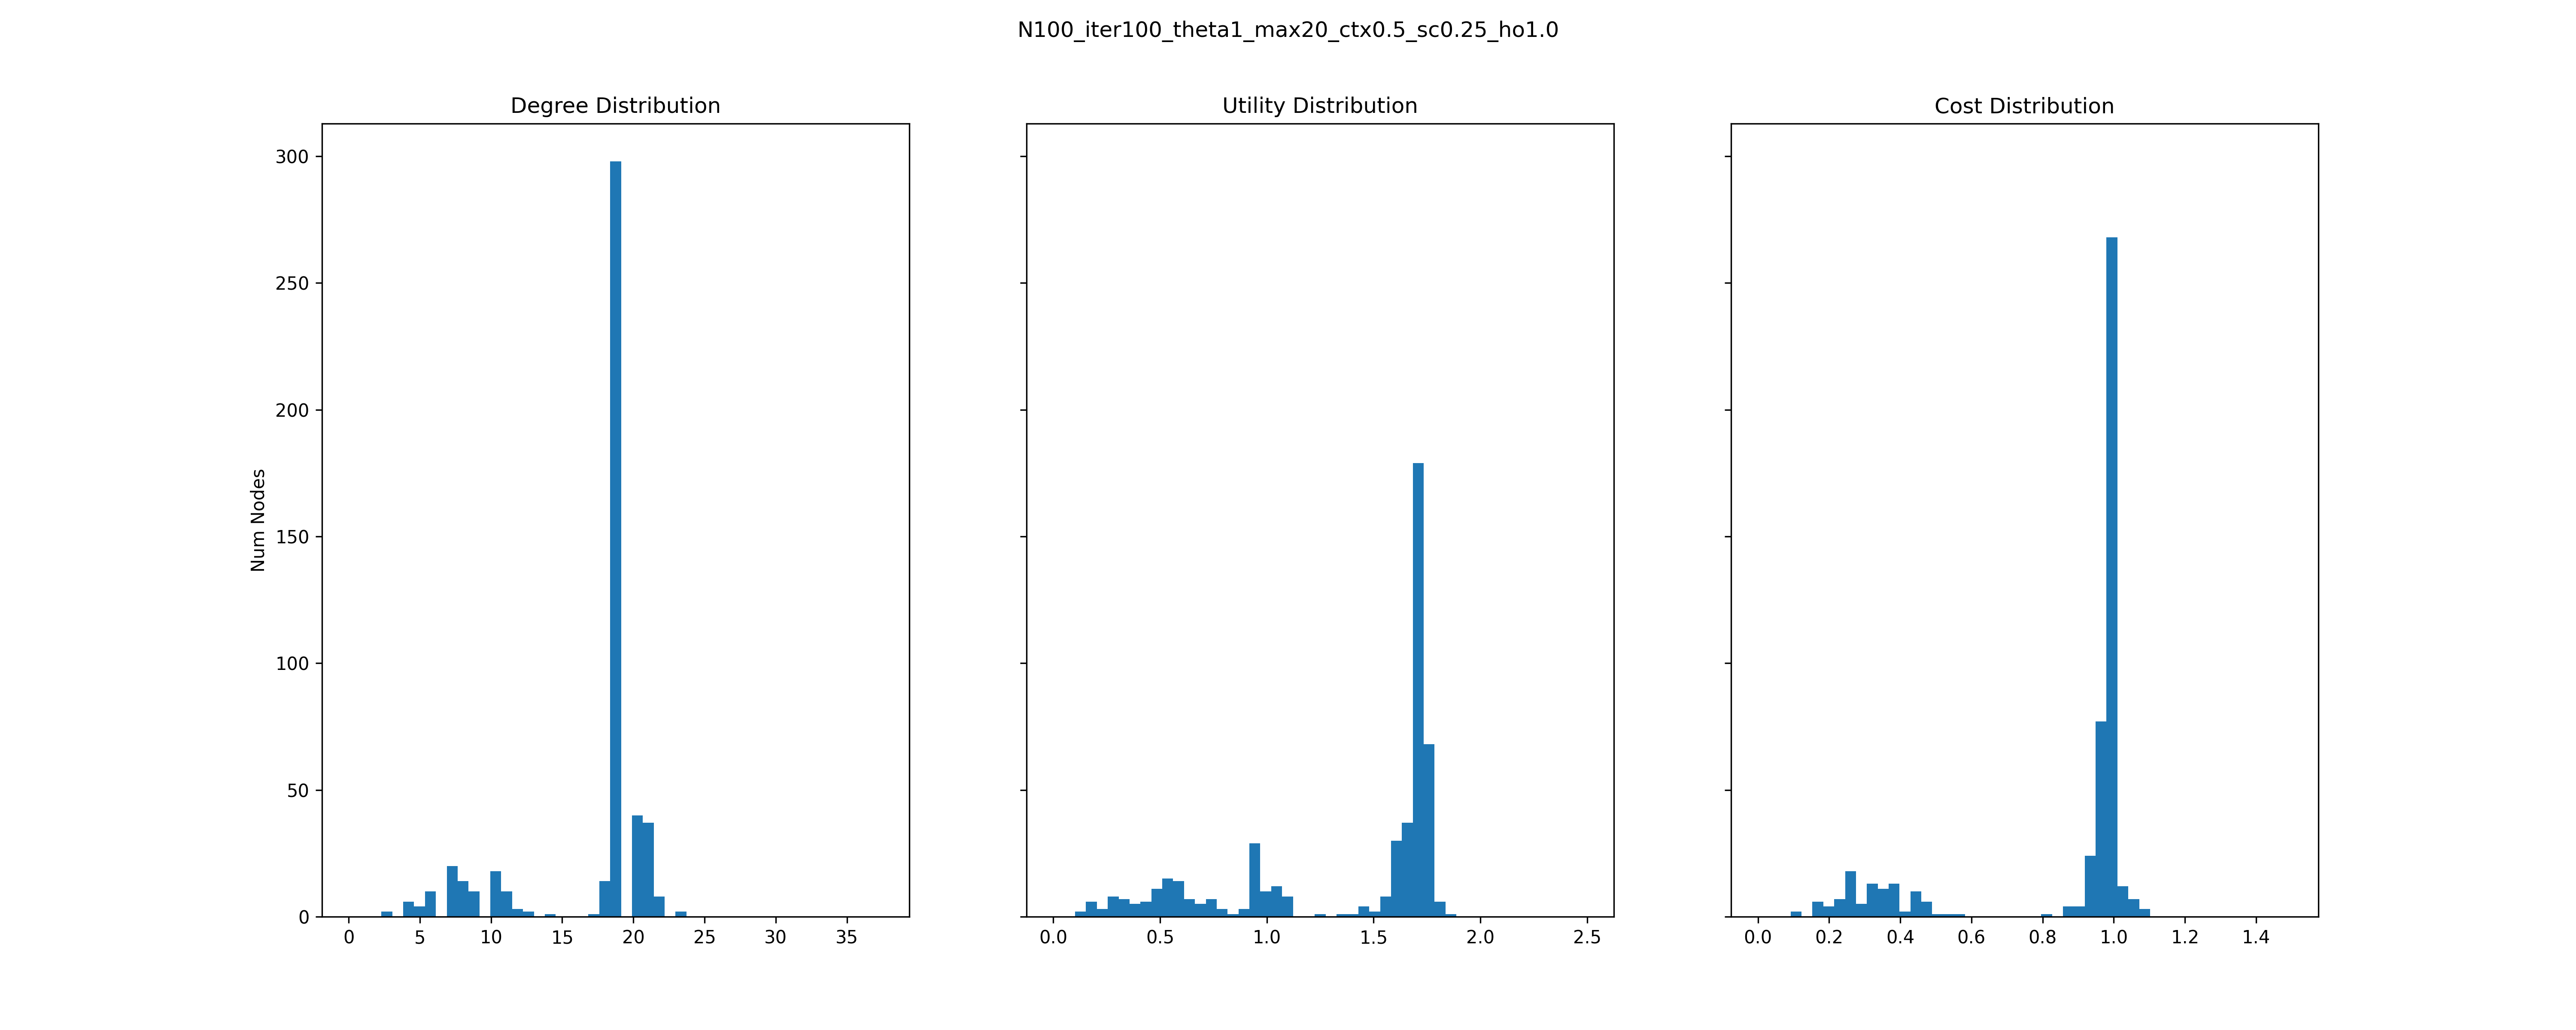 N100_iter100_theta1_max20_ctx0.5_sc0.25_ho1.0
Degree Distribution
Utility Distribution
Cost Distribution
Num Nodes
300
250
200
150
100
50
0
0 5 10 15 20 25 30 35
0.0 0.5 1.0 1.5 2.0 2.5
0.0 0.2 0.4 0.6 0.8 1.0 1.2 1.4